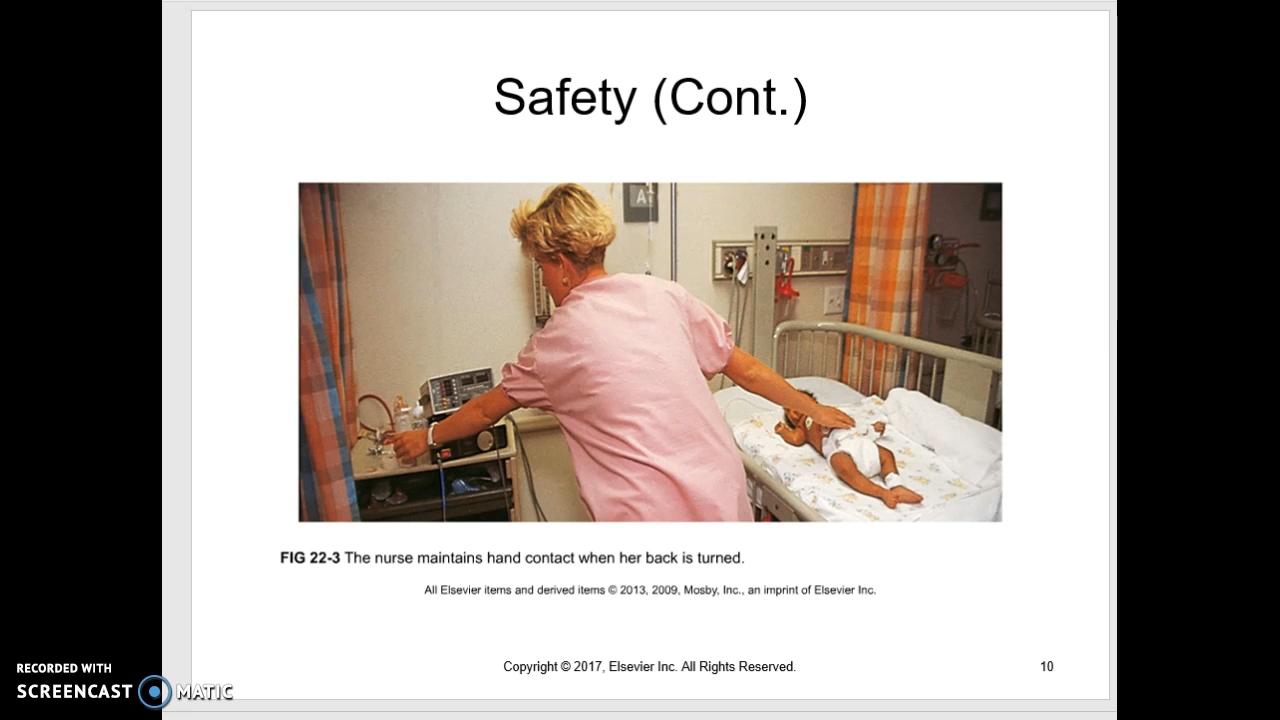 Safety (Cont.)
A
FIG 22-3 The nurse maintains hand contact when her back is turned.
All Elsevier items and derived items © 2013, 2009, Mosby, Inc., an imprint of Elsevier Inc.
Copyright © 2017, Elsevier Inc. All Rights Reserved.
10
RECORDED WITH
SCREENCAST MATIC